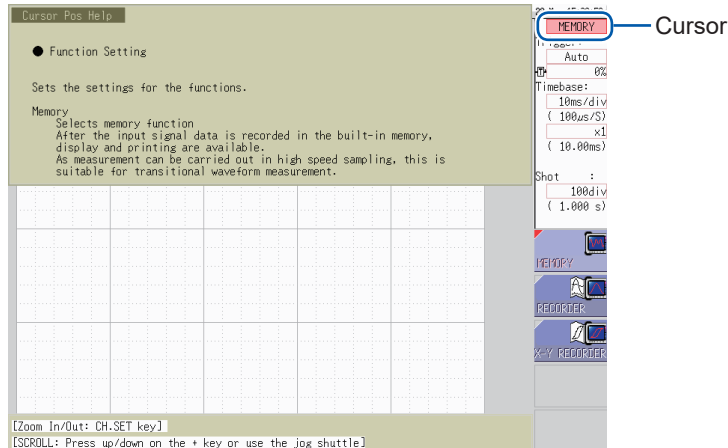 Cursor Pos Help
● Function Setting
Sets the settings for the functions.
Memory
Selects memory function
After the input signal data is recorded in the built-in memory,
display and printing are available.
As measurement can be carried out in high speed sampling, this is
suitable for transitional waveform measurement.
[Zoom In/Out: CH.SET key]
[SCROLL: Press up/down on the + key or use the jog shuttle]
MEMORY
Cursor
Auto
0%
Timebase:
10ms/div
( 100µs/S)
x1
( 10.00ms)
Shot :
100div
( 1.000 s)
MEMORY
RECORDER
X-Y RECORDER